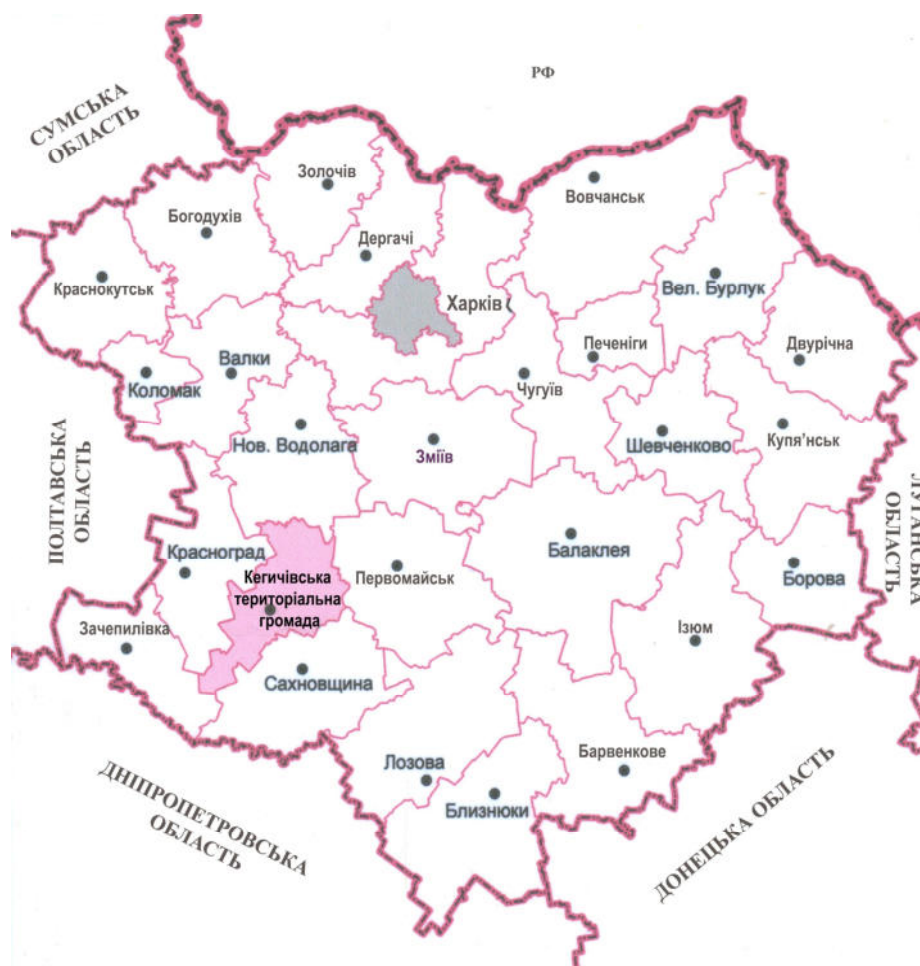 РФ
СУМСЬКА
ОБЛАСТЬ
Золочів
Вовчанськ
Богодухів
Дергачі
Краснокутськ
Харків
Вел. Бурлук
Печеніги
Двурічна
Валки
Коломак
Чугуїв
Нов. Водолага
Зміїв
Шевченково
Купя'нськ
ПОЛТАВСЬКА
ОБЛАСТЬ
ЛУГАНСЬКА
ОБЛАСТЬ
Красноград
Кегичівська
територіальна
громада
Первомайськ
Балаклея
Борова
Зачепилівка
Ізюм
Сахновщина
Лозова
Барвенкове
Близнюки
ДНІПРОПЕТРОВСЬКА
ОБЛАСТЬ
ДОНЕЦЬКА ОБЛАСТЬ